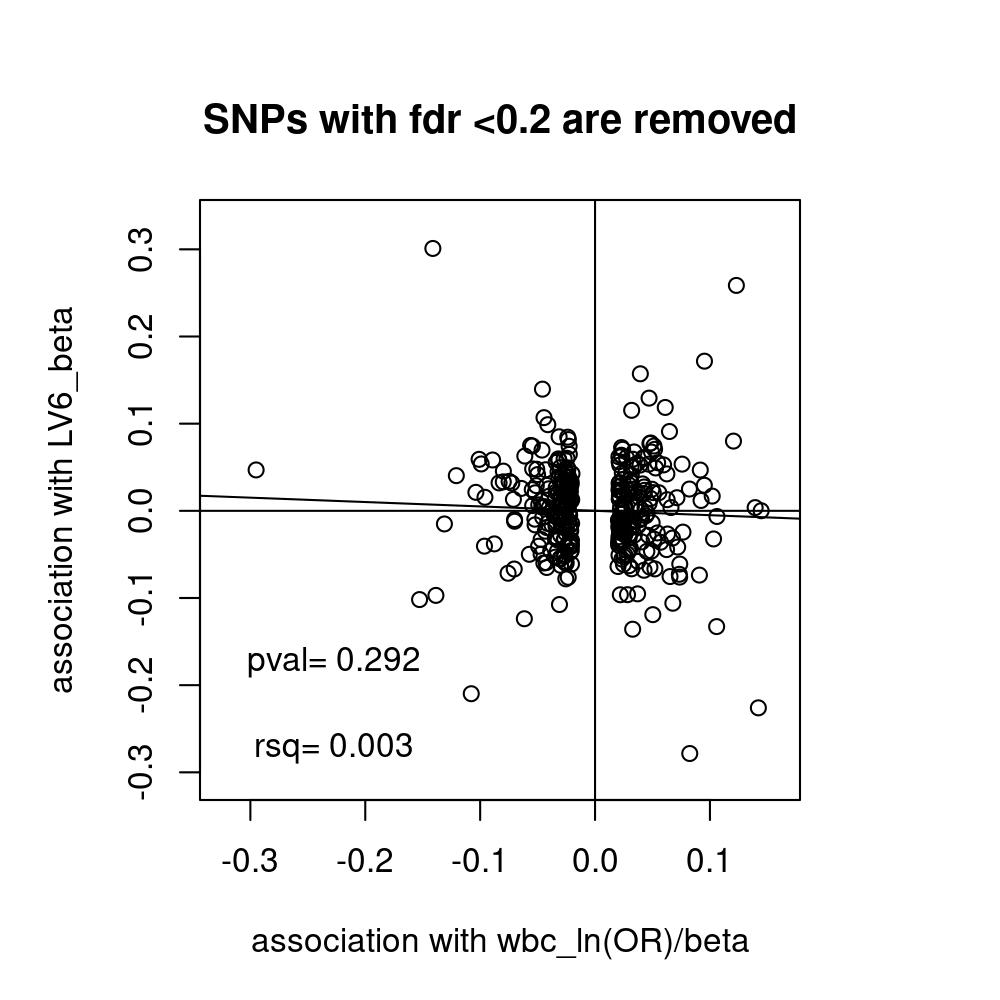 SNPs with fdr <0.2 are removed
association with LV6_beta
0.3
0.2
0.1
0.0
-0.1
-0.2
-0.3
pval= 0.292
rsq= 0.003
-0.3
-0.2
-0.1
0.0
0.1
association with wbc_ln(OR)/beta